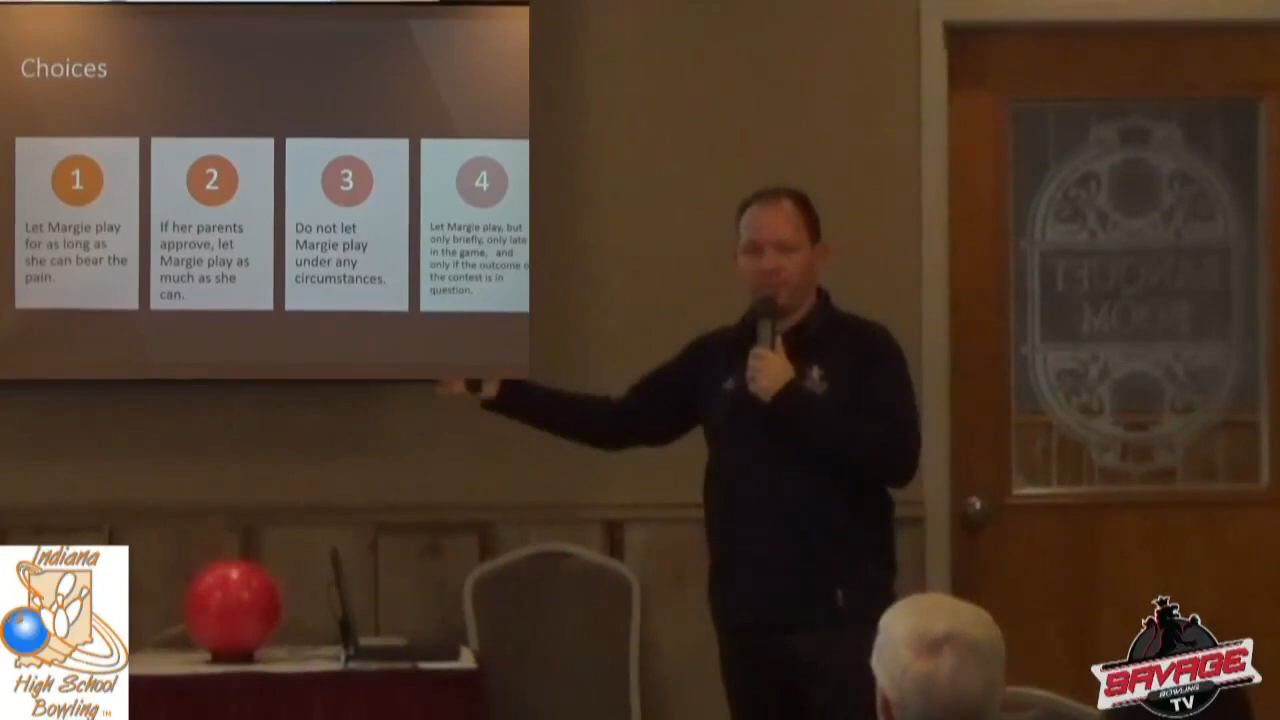 Choices
1
Let Margie play
for as long as
she can bear the
pain.
2
If her parents
approve, let
Margie play as
much as she
can.
3
Do not let
Margie play
under any
circumstances.
4
Let Margie play, but
only briefly, only late
in the game, and
only if the outcome
the contest is in
question.
Indiana
High School
Bowling TM
SAVAGE
BOWLING
TV